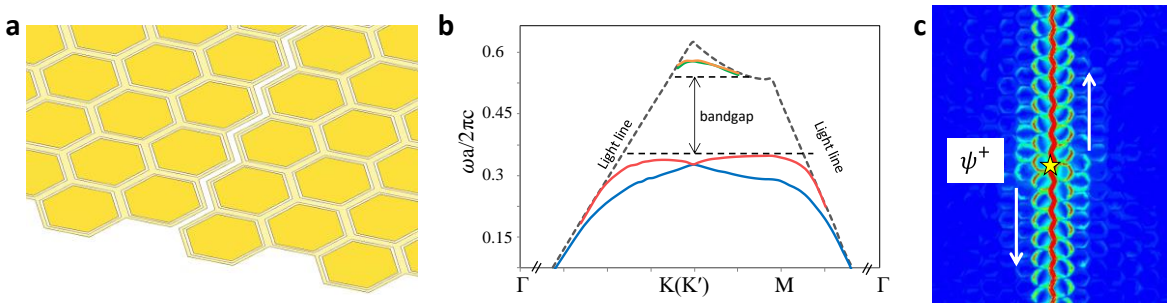 a
b
c
ωa/2πc
0.6
0.45
0.3
0.15
Light line
bandgap
Light line
Γ
K(K′)
M
Γ
ψ⁺